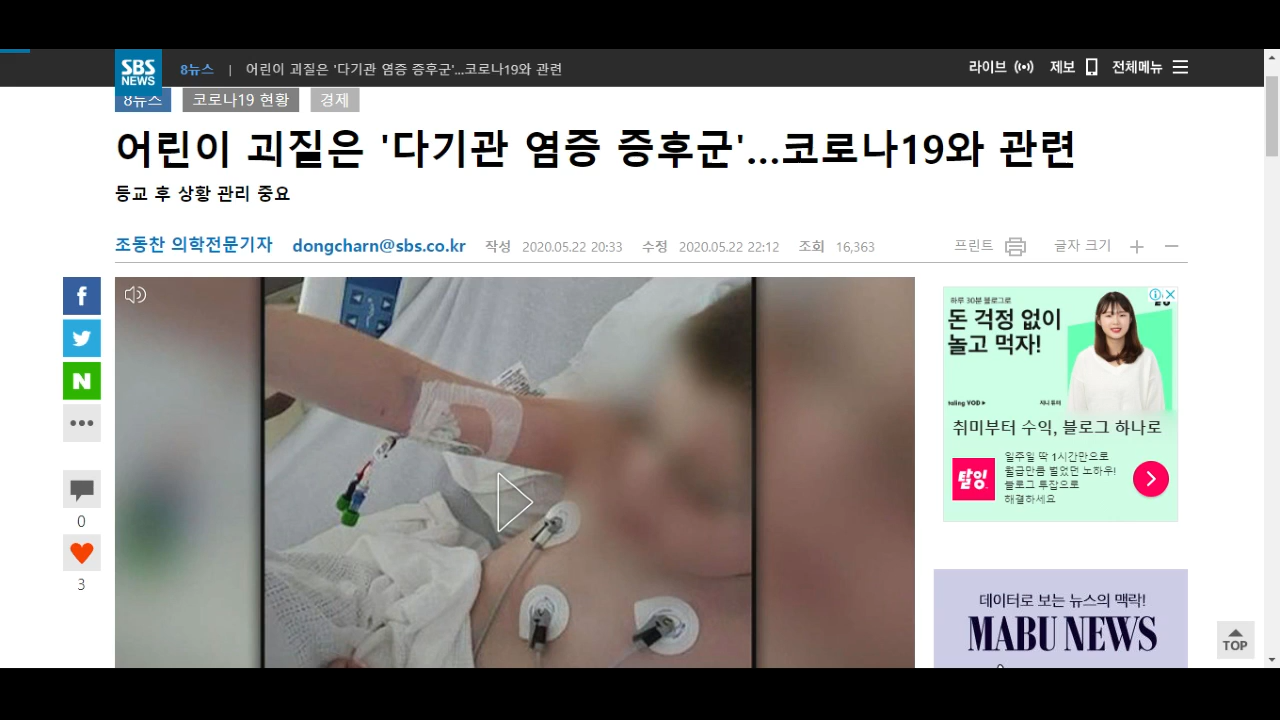 SBS NEWS
8뉴스 | 어린이 괴질은 '다기관 염증 증후군'...코로나19와 관련
라이브 제보 전체메뉴
8뉴스 코로나19 현황 경제
어린이 괴질은 '다기관 염증 증후군'...코로나19와 관련
등교 후 상황 관리 중요
조동찬 의학전문기자 dongcharn@sbs.co.kr 작성 2020.05.22 20:33 수정 2020.05.22 22:12 조회 16,363
프린트 글자 크기 + −
f
N
0
3
하루 30분 블로그로
돈 걱정 없이
놀고 먹자!
취미부터 수익, 블로그 하나로
탈잉
일주일 딱 1시간만으로
월급만큼 벌었던 노하우!
블로그 투잡으로
해결하세요
데이터로 보는 뉴스의 맥락!
MABU NEWS
TOP